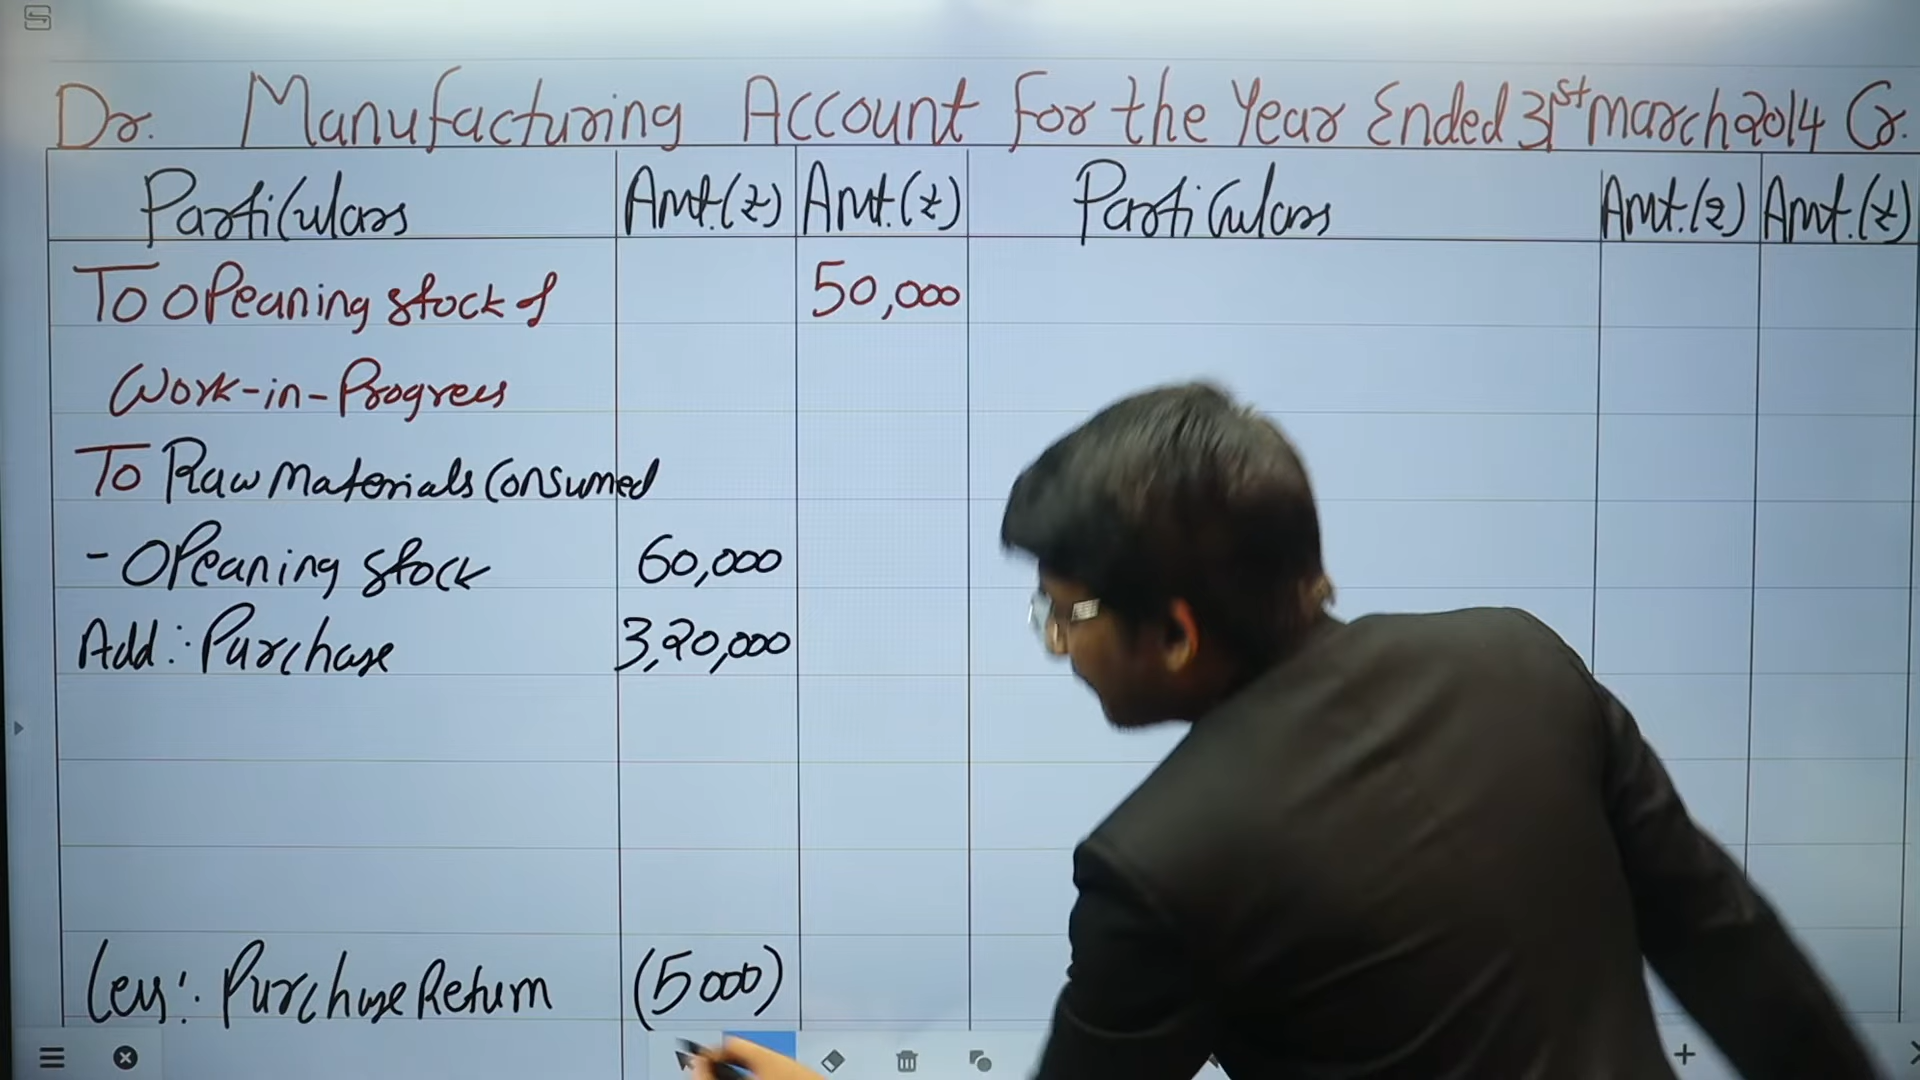 Dr. Manufacturing Account for the Year Ended 31st march 2014 Cr.
Particulars Amt.(₹) Amt.(₹) Particulars Amt.(₹) Amt.(₹)
To Opeaning stock of 50,000
Work-in-Progress
To Raw Materials Consumed
- Opeaning stock 60,000
Add: Purchase 3,20,000
Less: Purchase Return (5000)